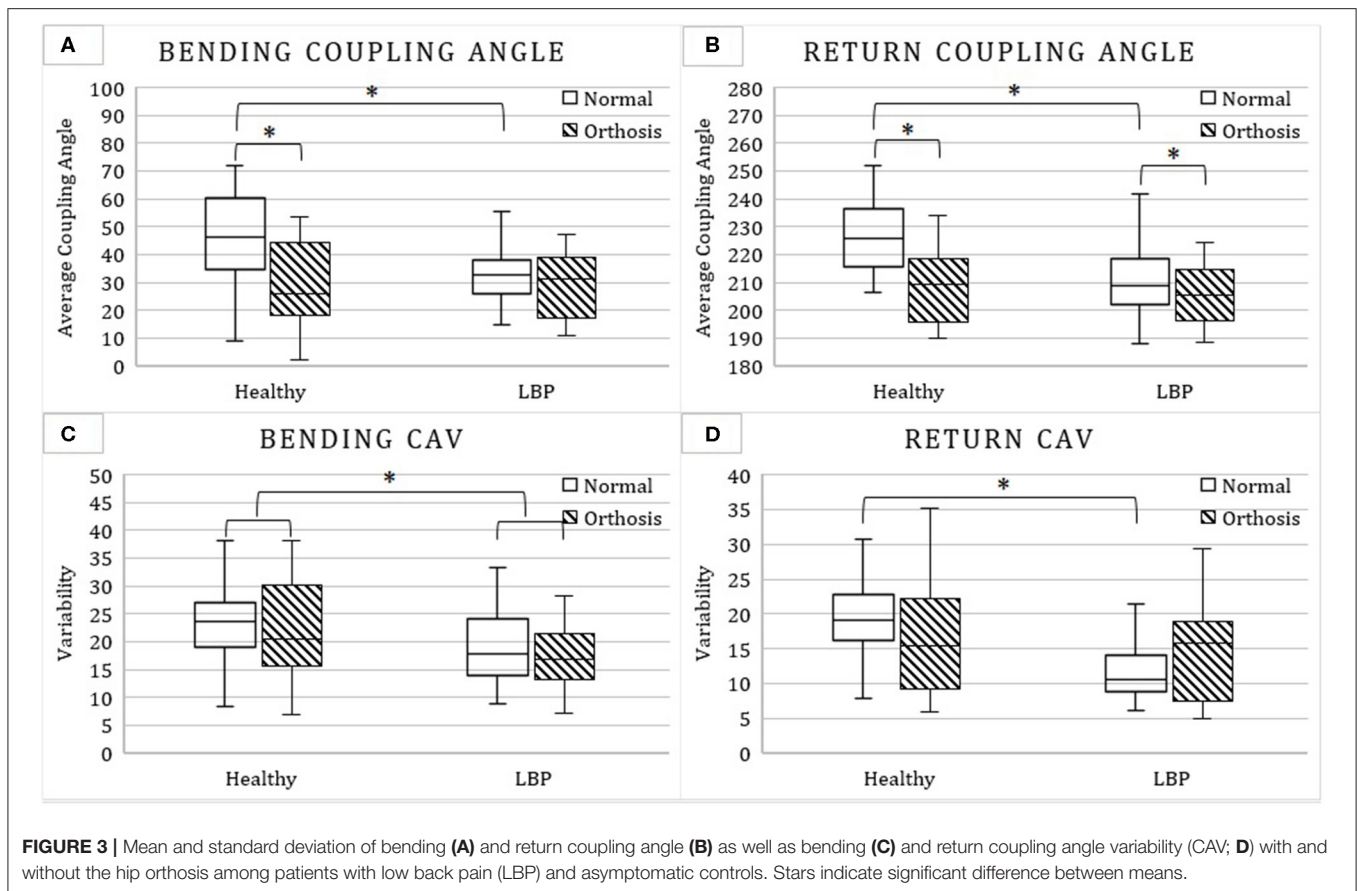 A
BENDING COUPLING ANGLE
100
90
80
70
60
50
40
30
20
10
0
Average Coupling Angle
*
*
Normal
Orthosis
Healthy
LBP
B
RETURN COUPLING ANGLE
280
270
260
250
240
230
220
210
200
190
180
Average Coupling Angle
*
*
*
Normal
Orthosis
Healthy
LBP
C
BENDING CAV
50
45
40
35
30
25
20
15
10
5
0
Variability
*
Normal
Orthosis
Healthy
LBP
D
RETURN CAV
40
35
30
25
20
15
10
5
0
Variability
*
Normal
Orthosis
Healthy
LBP
FIGURE 3 | Mean and standard deviation of bending (A) and return coupling angle (B) as well as bending (C) and return coupling angle variability (CAV; D) with and
without the hip orthosis among patients with low back pain (LBP) and asymptomatic controls. Stars indicate significant difference between means.